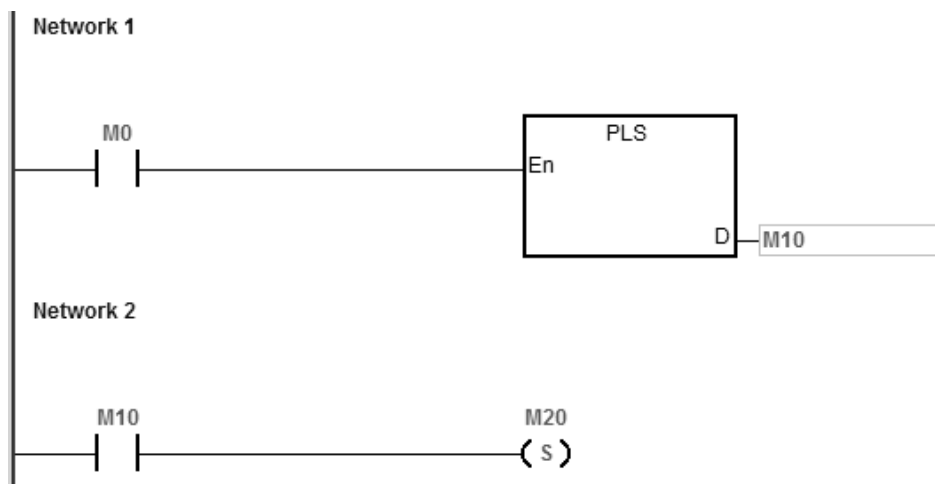 Network 1
M0
PLS
En
D
M10
Network 2
M10 M20
S